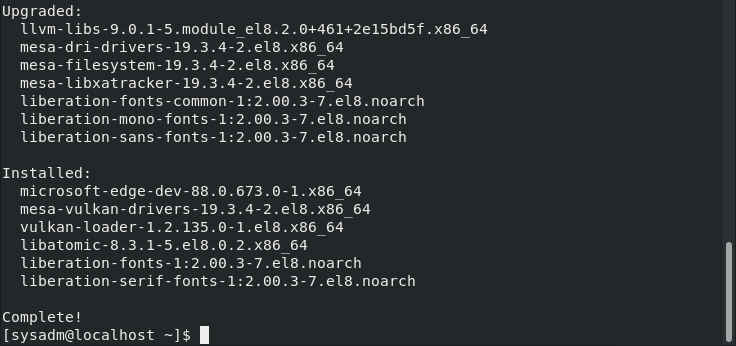 Upgraded:
llvm-libs-9.0.1-5.module_el8.2.0+461+2e15bd5f.x86_64
mesa-dri-drivers-19.3.4-2.el8.x86_64
mesa-filesystem-19.3.4-2.el8.x86_64
mesa-libxatracker-19.3.4-2.el8.x86_64
liberation-fonts-common-1:2.00.3-7.el8.noarch
liberation-mono-fonts-1:2.00.3-7.el8.noarch
liberation-sans-fonts-1:2.00.3-7.el8.noarch
Installed:
microsoft-edge-dev-88.0.673.0-1.x86_64
mesa-vulkan-drivers-19.3.4-2.el8.x86_64
vulkan-loader-1.2.135.0-1.el8.x86_64
libatomic-8.3.1-5.el8.0.2.x86_64
liberation-fonts-1:2.00.3-7.el8.noarch
liberation-serif-fonts-1:2.00.3-7.el8.noarch
Complete!
[sysadm@localhost ~]$